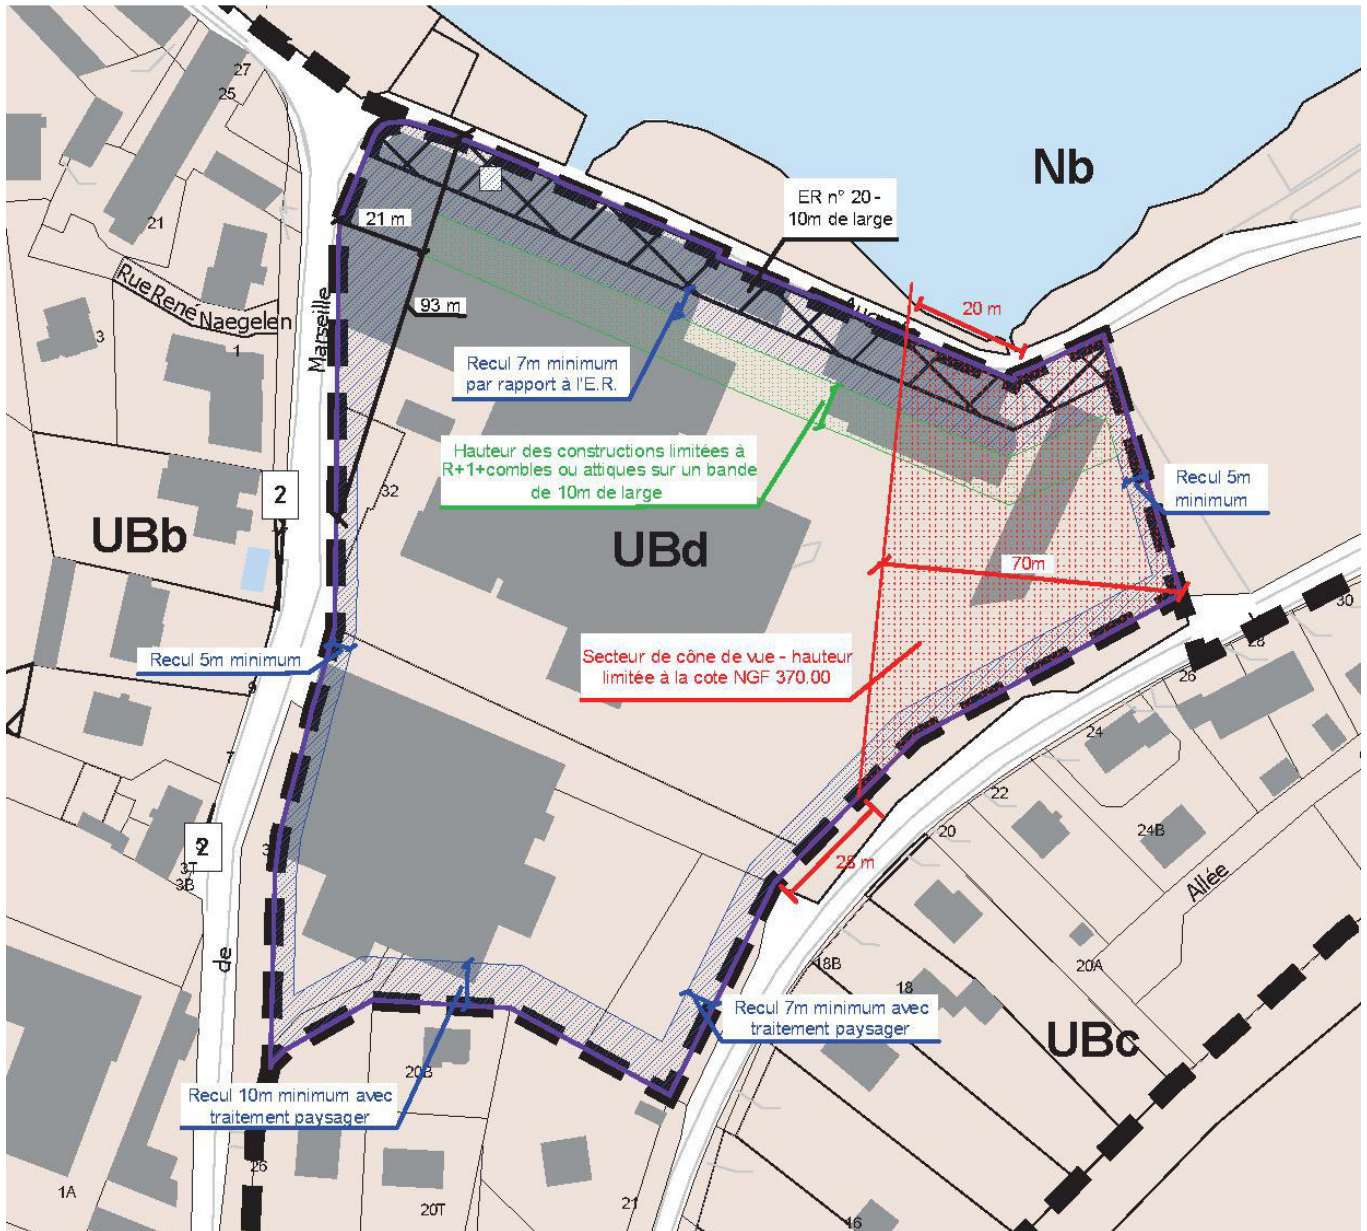 27
25
Nb
ER n° 20 -
10m de large
21
21 m
Rue René
Naegelen
Marseille
93 m
20 m
3
1
Recul 7m minimum
par rapport à l'E.R.
Hauteur des constructions limitées à
R+1+combles ou attiques sur un bande
de 10m de large
Recul 5m
minimum
32
2
UBb
UBd
70m
30
28
26
Recul 5m minimum
Secteur de cône de vue - hauteur
limitée à la cote NGF 370.00
9
7
24
22
20
24B
2
3T
3B
28 m
Allée
de
18B
18
20A
Recul 7m minimum avec
traitement paysager
UBc
20B
Recul 10m minimum avec
traitement paysager
26
1A
20T
21
16